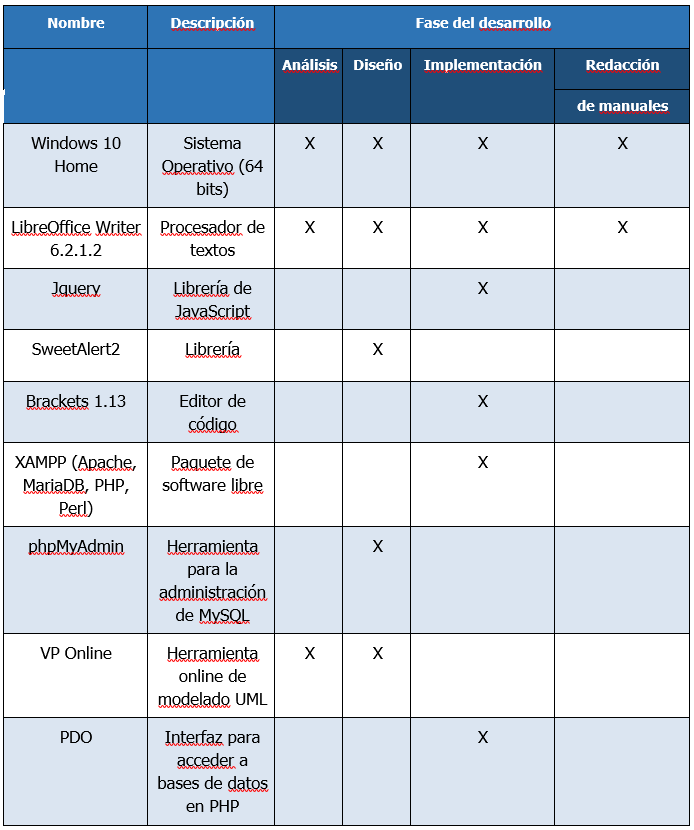 Nombre
Descripción
Fase del desarrollo
Análisis
Diseño
Implementación
Redacción
de manuales
Windows 10
Home
Sistema
Operativo (64
bits)
X
X
X
X
LibreOffice Writer
6.2.1.2
Procesador de
textos
X
X
X
X
Jquery
Librería de
JavaScript
X
SweetAlert2
Librería
X
Brackets 1.13
Editor de
código
X
XAMPP (Apache,
MariaDB, PHP,
Perl)
Paquete de
software libre
X
phpMyAdmin
Herramienta
para la
administración
de MySQL
X
VP Online
Herramienta
online de
modelado UML
X
X
PDO
Interfaz para
acceder a
bases de datos
en PHP
X